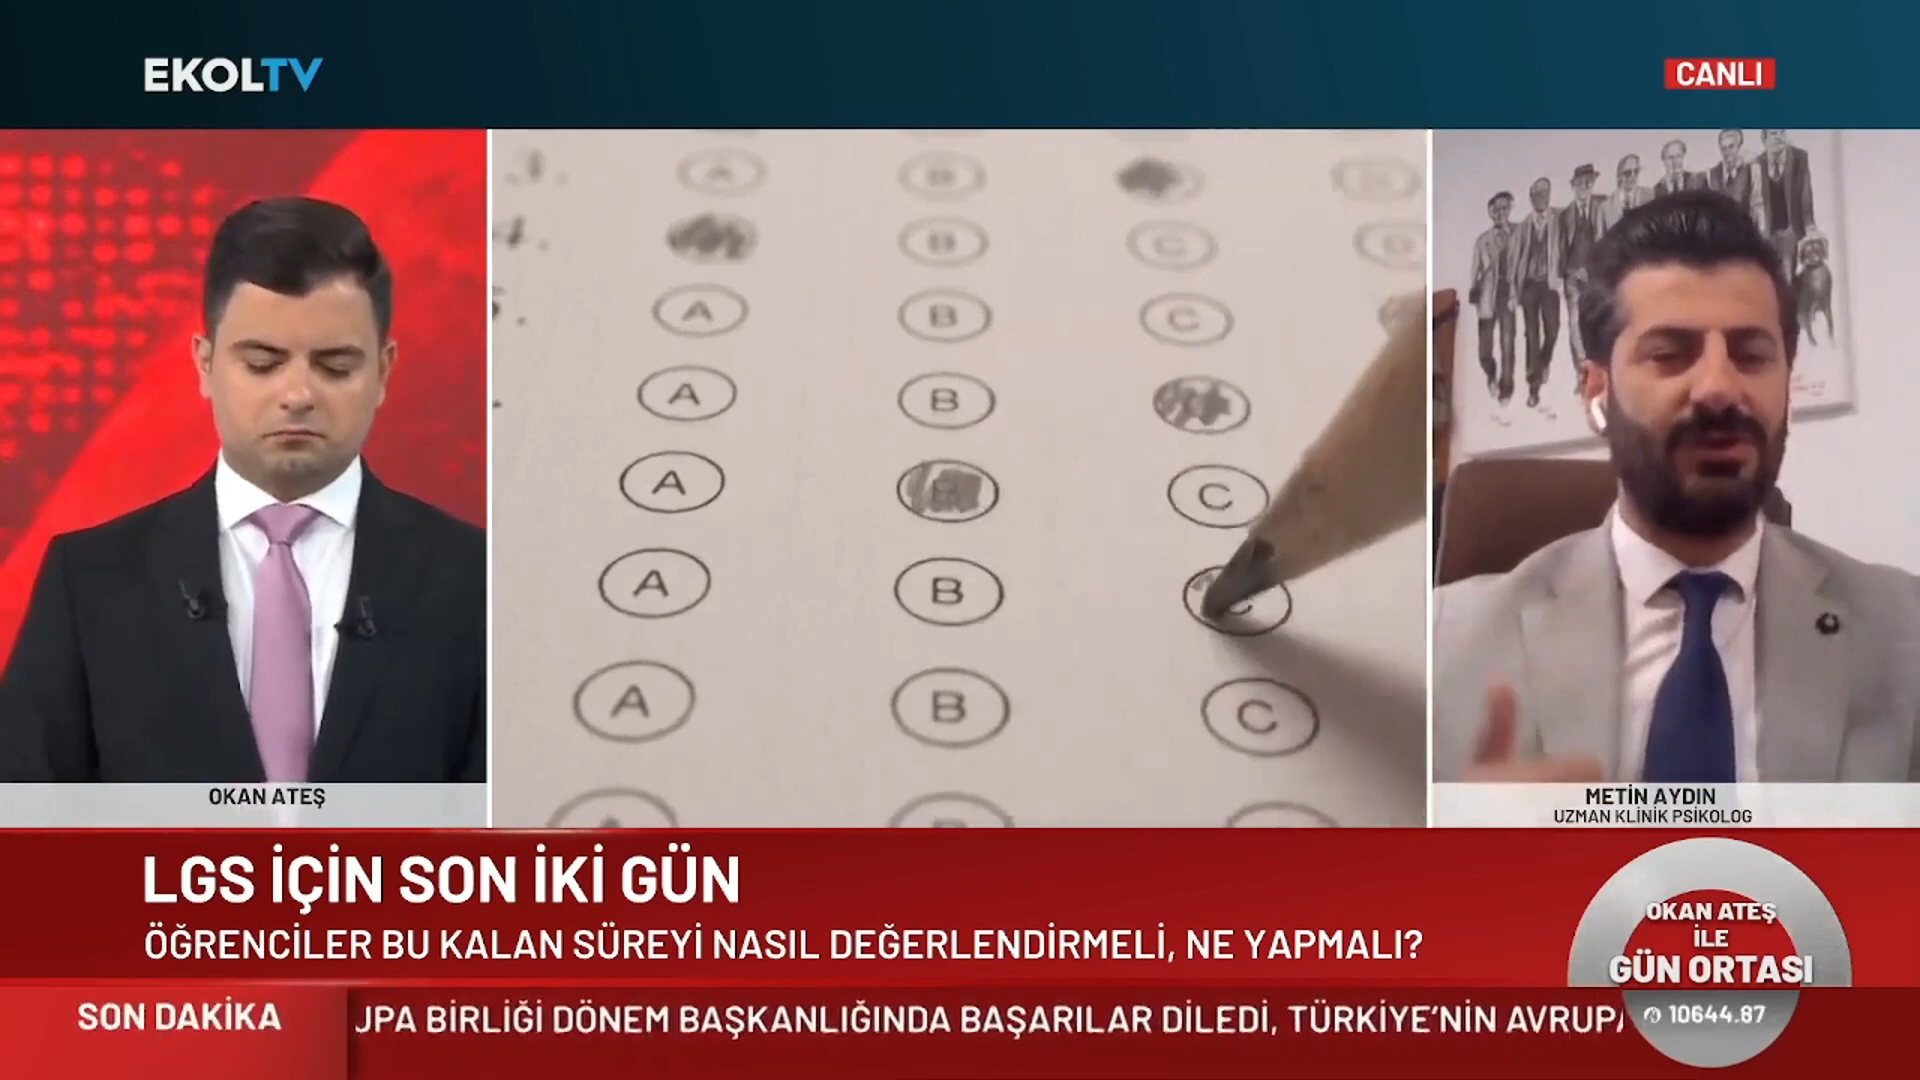 EKOLTV
CANLI
3. A B
4. B C D
A B C
A B C
A B C
A B C
A B C
OKAN ATEŞ
METİN AYDIN
UZMAN KLİNİK PSİKOLOG
LGS İÇİN SON İKİ GÜN
ÖĞRENCİLER BU KALAN SÜREYİ NASIL DEĞERLENDİRMELİ, NE YAPMALI?
OKAN ATEŞ
İLE
GÜN ORTASI
SON DAKİKA
BİRLİĞİ DÖNEM BAŞKANLIĞINDA BAŞARILAR DİLEDİ, TÜRKİYE'NİN
10644.87